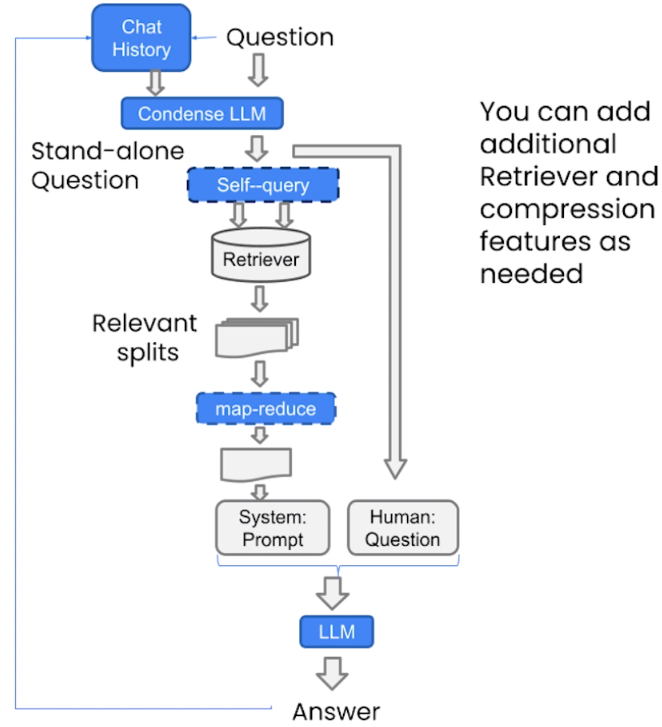 Chat
History
Question
Condense LLM
Stand-alone
Question
Self--query
Retriever
Relevant
splits
map-reduce
System:
Prompt
Human:
Question
LLM
Answer
You can add
additional
Retriever and
compression
features as
needed